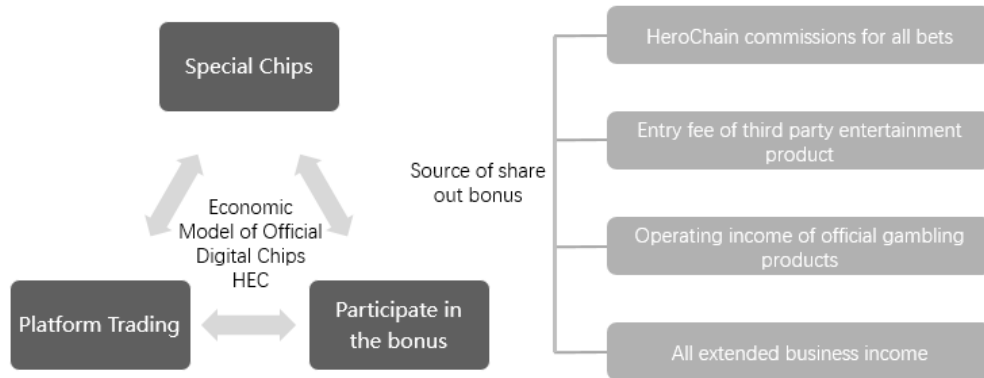 Special Chips
Economic
Model of Official
Digital Chips
HEC
Platform Trading
Participate in
the bonus
Source of share
out bonus
HeroChain commissions for all bets
Entry fee of third party entertainment
product
Operating income of official gambling
products
All extended business income